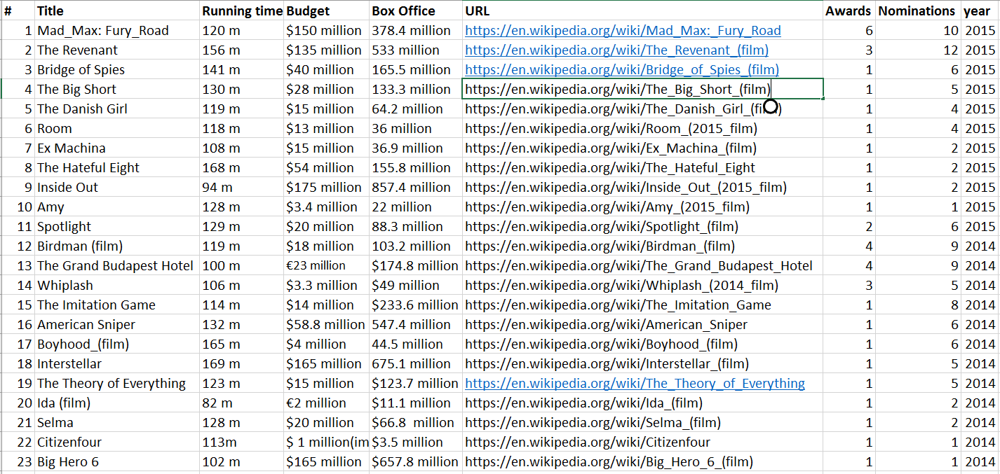 # Title Running time Budget Box Office URL Awards Nominations year
1 Mad_Max: Fury_Road 120 m $150 million 378.4 million https://en.wikipedia.org/wiki/Mad_Max:_Fury_Road 6 10 2015
2 The Revenant 156 m $135 million 533 million https://en.wikipedia.org/wiki/The_Revenant_(film) 3 12 2015
3 Bridge of Spies 141 m $40 million 165.5 million https://en.wikipedia.org/wiki/Bridge_of_Spies_(film) 1 6 2015
4 The Big Short 130 m $28 million 133.3 million https://en.wikipedia.org/wiki/The_Big_Short_(film) 1 5 2015
5 The Danish Girl 119 m $15 million 64.2 million https://en.wikipedia.org/wiki/The_Danish_Girl_(film) 1 4 2015
6 Room 118 m $13 million 36 million https://en.wikipedia.org/wiki/Room_(2015_film) 1 4 2015
7 Ex Machina 108 m $15 million 36.9 million https://en.wikipedia.org/wiki/Ex_Machina_(film) 1 2 2015
8 The Hateful Eight 168 m $54 million 155.8 million https://en.wikipedia.org/wiki/The_Hateful_Eight 1 2 2015
9 Inside Out 94 m $175 million 857.4 million https://en.wikipedia.org/wiki/Inside_Out_(2015_film) 1 2 2015
10 Amy 128 m $3.4 million 22 million https://en.wikipedia.org/wiki/Amy_(2015_film) 1 1 2015
11 Spotlight 129 m $20 million 88.3 million https://en.wikipedia.org/wiki/Spotlight_(film) 2 6 2015
12 Birdman (film) 119 m $18 million 103.2 million https://en.wikipedia.org/wiki/Birdman_(film) 4 9 2014
13 The Grand Budapest Hotel 100 m €23 million $174.8 million https://en.wikipedia.org/wiki/The_Grand_Budapest_Hotel 4 9 2014
14 Whiplash 106 m $3.3 million $49 million https://en.wikipedia.org/wiki/Whiplash_(2014_film) 3 5 2014
15 The Imitation Game 114 m $14 million $233.6 million https://en.wikipedia.org/wiki/The_Imitation_Game 1 8 2014
16 American Sniper 132 m $58.8 million 547.4 million https://en.wikipedia.org/wiki/American_Sniper 1 6 2014
17 Boyhood_(film) 165 m $4 million 44.5 million https://en.wikipedia.org/wiki/Boyhood_(film) 1 6 2014
18 Interstellar 169 m $165 million 675.1 million https://en.wikipedia.org/wiki/Interstellar_(film) 1 5 2014
19 The Theory of Everything 123 m $15 million $123.7 million https://en.wikipedia.org/wiki/The_Theory_of_Everything 1 5 2014
20 Ida (film) 82 m €2 million $11.1 million https://en.wikipedia.org/wiki/Ida_(film) 1 2 2014
21 Selma 128 m $20 million $66.8  million https://en.wikipedia.org/wiki/Selma_(film) 1 2 2014
22 Citizenfour 113m $ 1 million(im $3.5 million https://en.wikipedia.org/wiki/Citizenfour 1 1 2014
23 Big Hero 6 102 m $165 million $657.8 million https://en.wikipedia.org/wiki/Big_Hero_6_(film) 1 1 2014